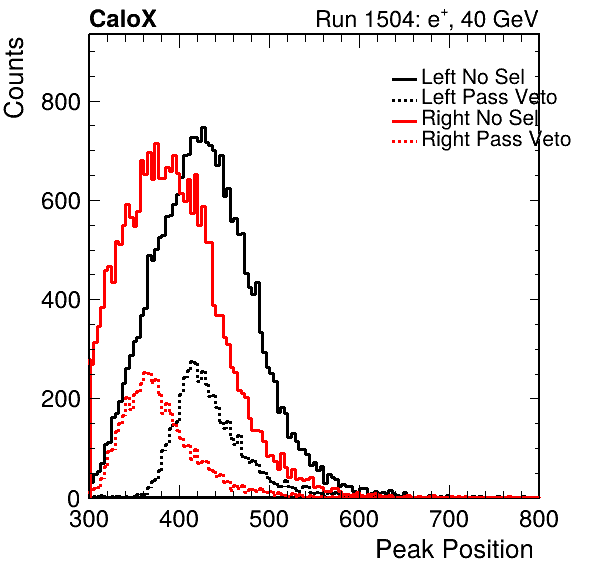 CaloX Run 1504: e⁺, 40 GeV
Counts
Left No Sel
Left Pass Veto
Right No Sel
Right Pass Veto
800
600
400
200
0
300 400 500 600 700 800
Peak Position